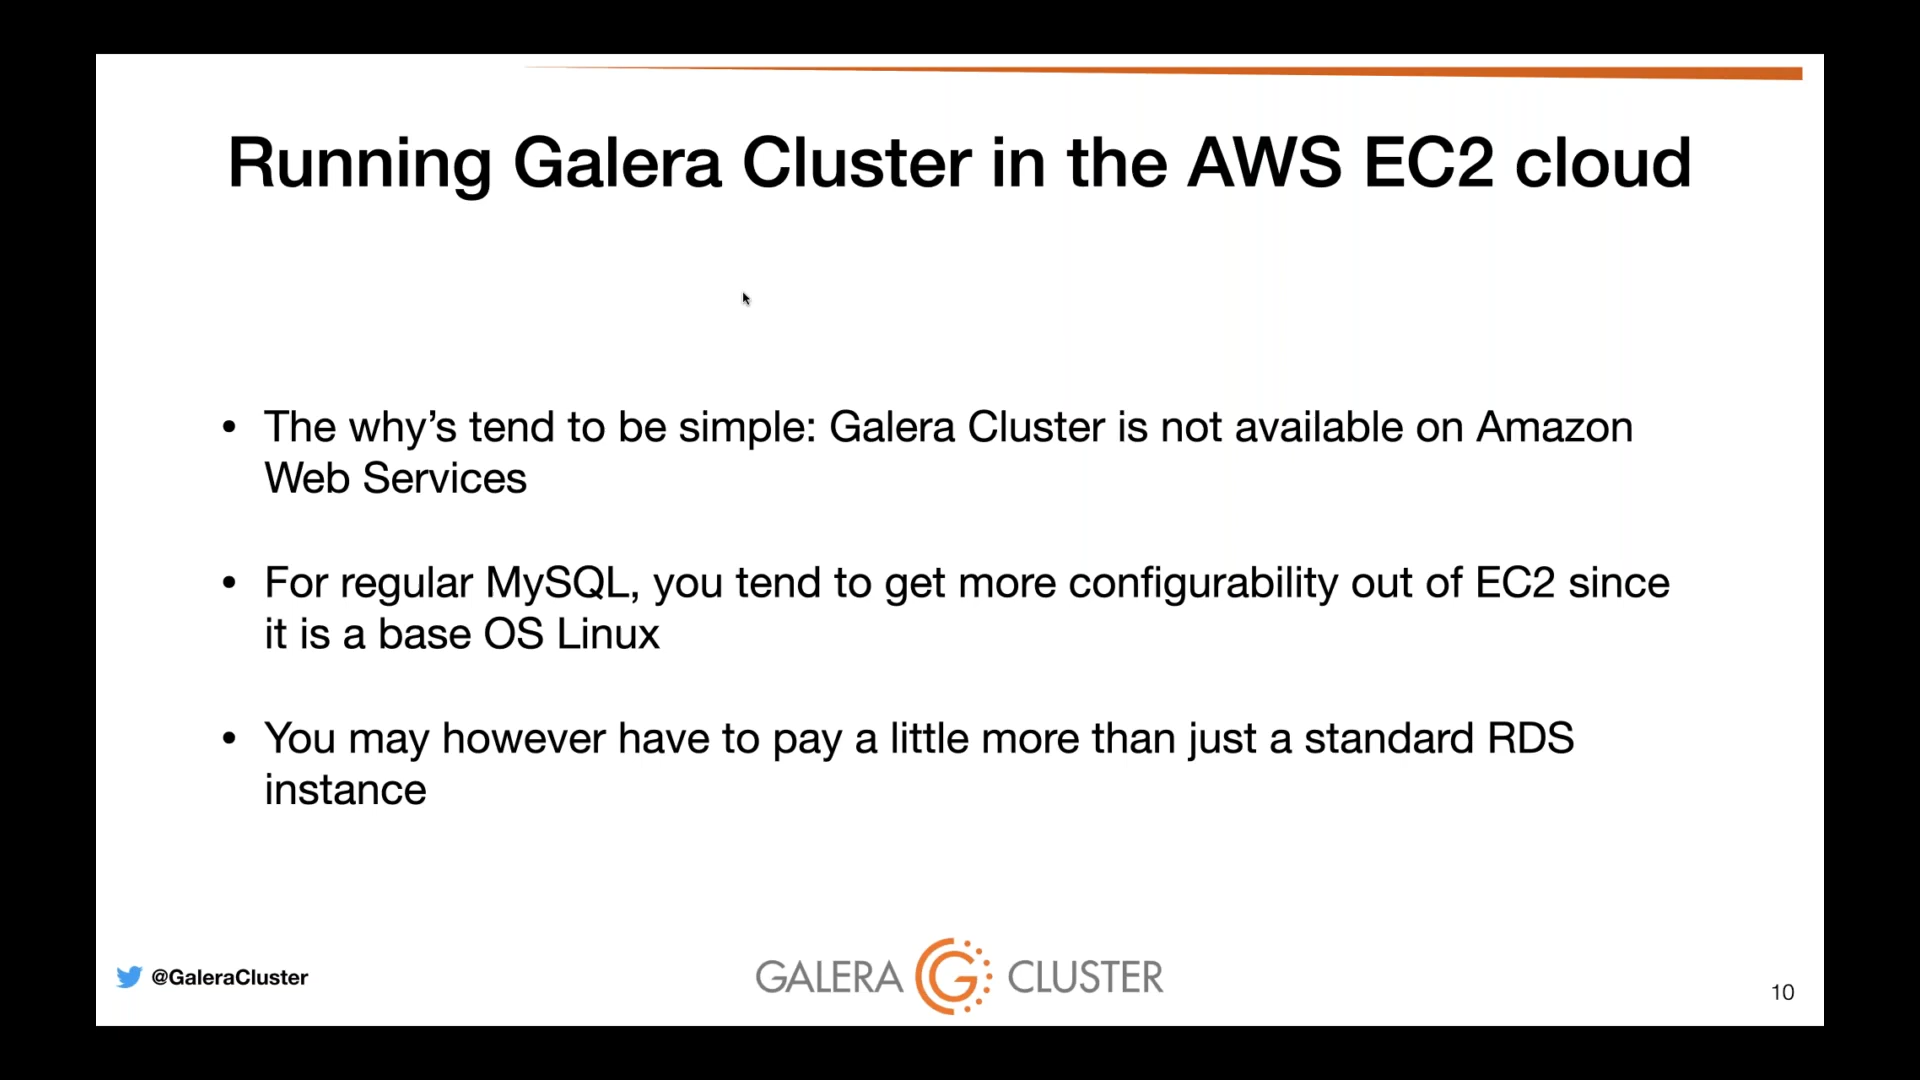 Running Galera Cluster in the AWS EC2 cloud
• The why’s tend to be simple: Galera Cluster is not available on Amazon
Web Services
• For regular MySQL, you tend to get more configurability out of EC2 since
it is a base OS Linux
• You may however have to pay a little more than just a standard RDS
instance
@GaleraCluster
GALERA G CLUSTER
10